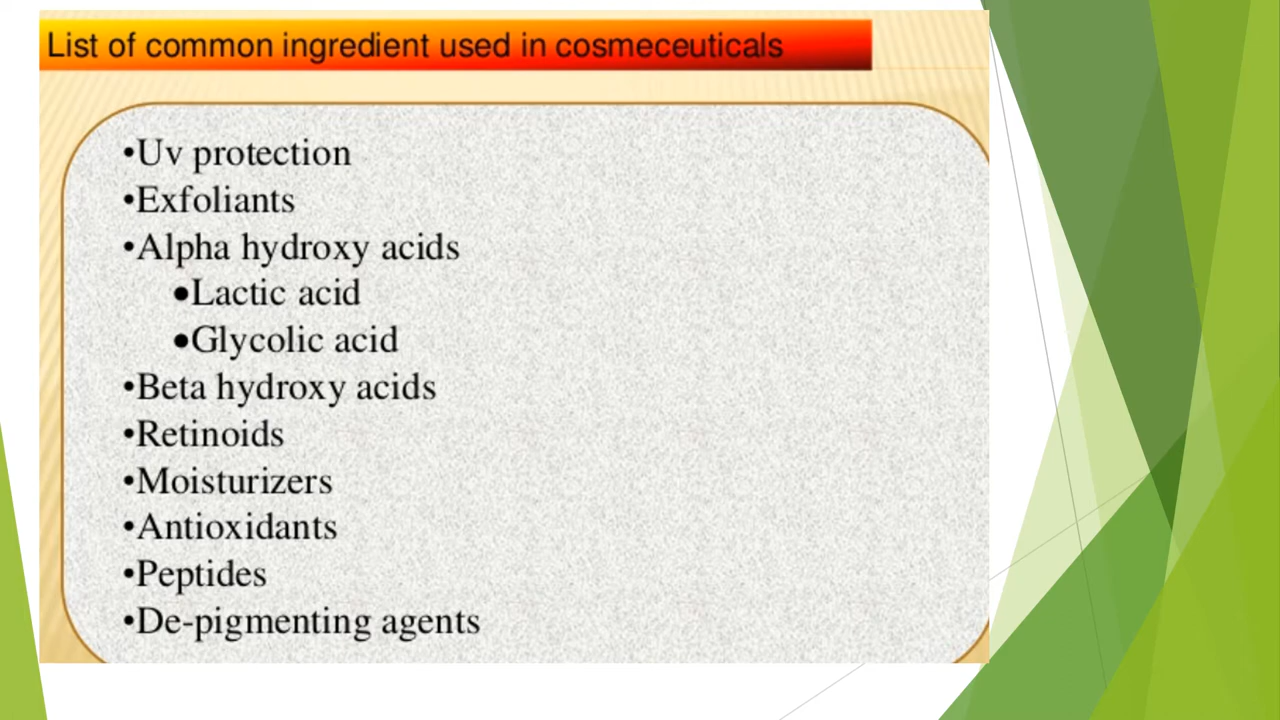 List of common ingredient used in cosmeceuticals
•Uv protection
•Exfoliants
•Alpha hydroxy acids
•Lactic acid
•Glycolic acid
•Beta hydroxy acids
•Retinoids
•Moisturizers
•Antioxidants
•Peptides
•De-pigmenting agents